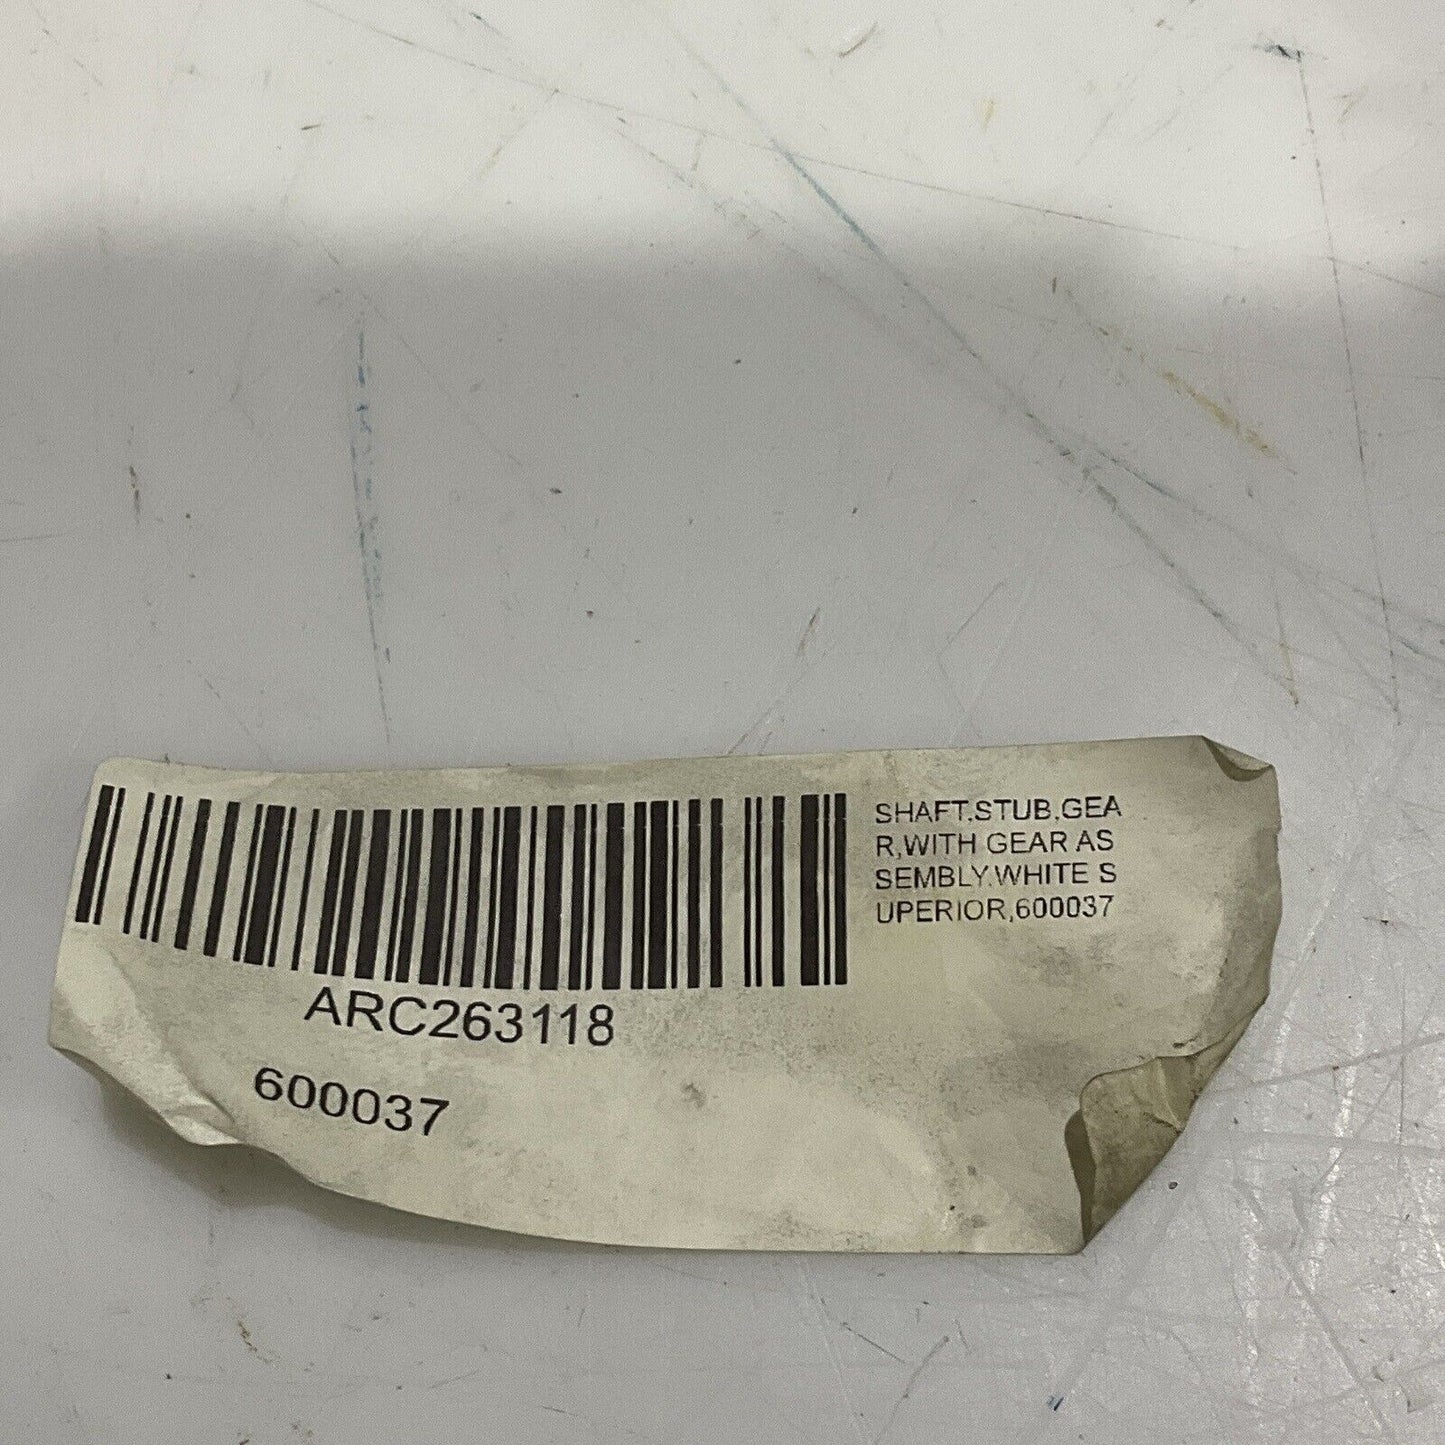 SHAFT,STUB,GEA
R,WITH GEAR AS
SEMBLY,WHITE S
UPERIOR,600037
ARC263118
600037